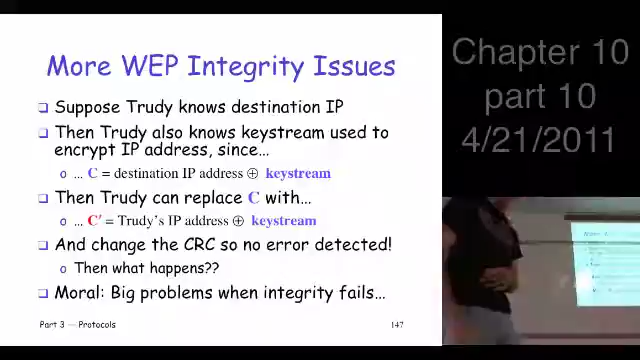 More WEP Integrity Issues
❑ Suppose Trudy knows destination IP
❑ Then Trudy also knows keystream used to
encrypt IP address, since…
o … C = destination IP address ⊕ keystream
❑ Then Trudy can replace C with…
o … C′ = Trudy's IP address ⊕ keystream
❑ And change the CRC so no error detected!
o Then what happens??
❑ Moral: Big problems when integrity fails…
Part 3 — Protocols
147
Chapter 10
part 10
4/21/2011